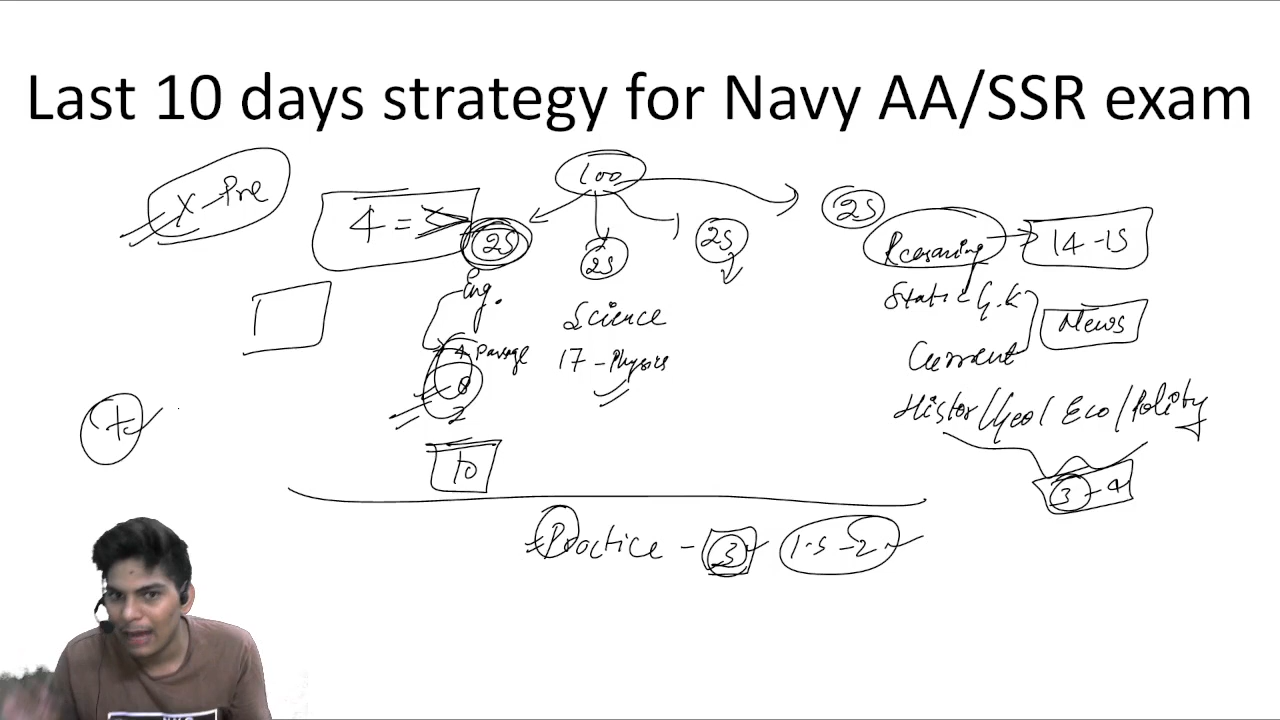 Last 10 days strategy for Navy AA/SSR exam
100
X-Pre
4 =
25
25
25
25
Reasoning
14-15
Eng.
Static G.K
Science
News
4 Passage
17-Physics
Current
8
Histor/Geo/Eco/Polity
10
3-4
Practice - 3 1.5-2